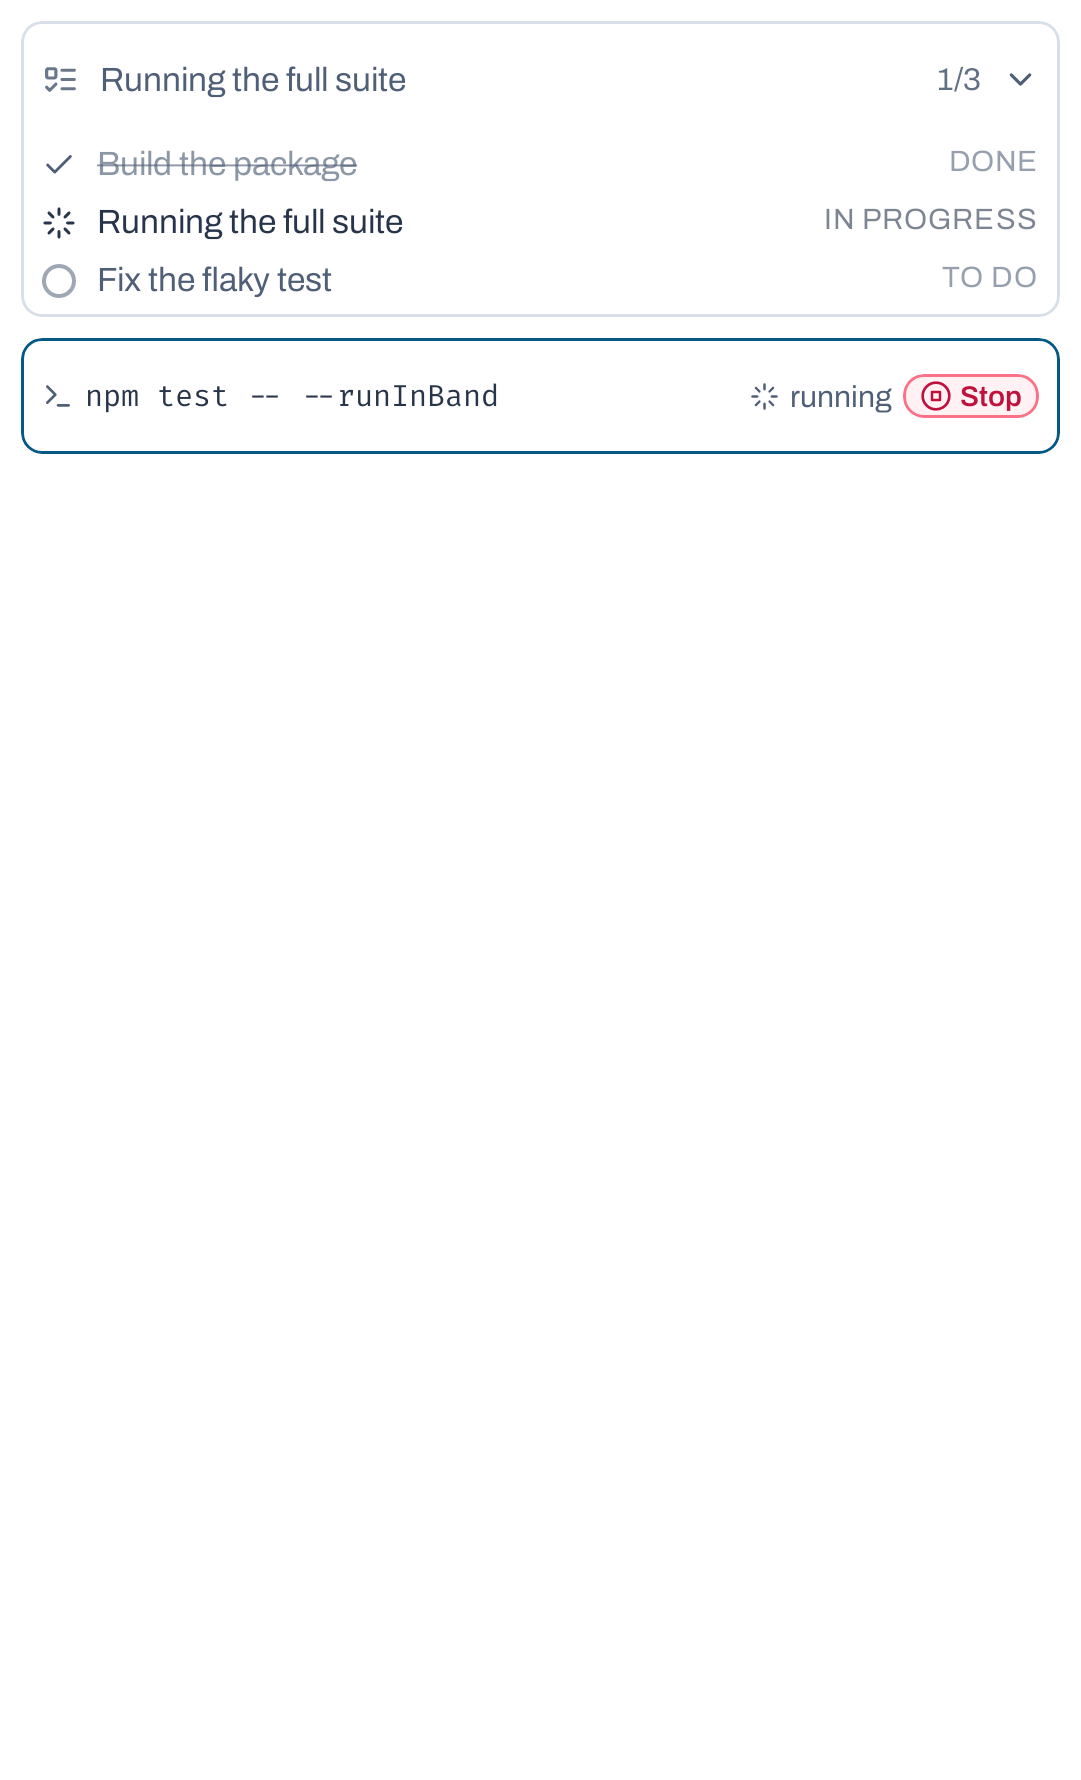 Running the full suite 1/3
Build the package DONE
Running the full suite IN PROGRESS
Fix the flaky test TO DO
npm test -- --runInBand running Stop